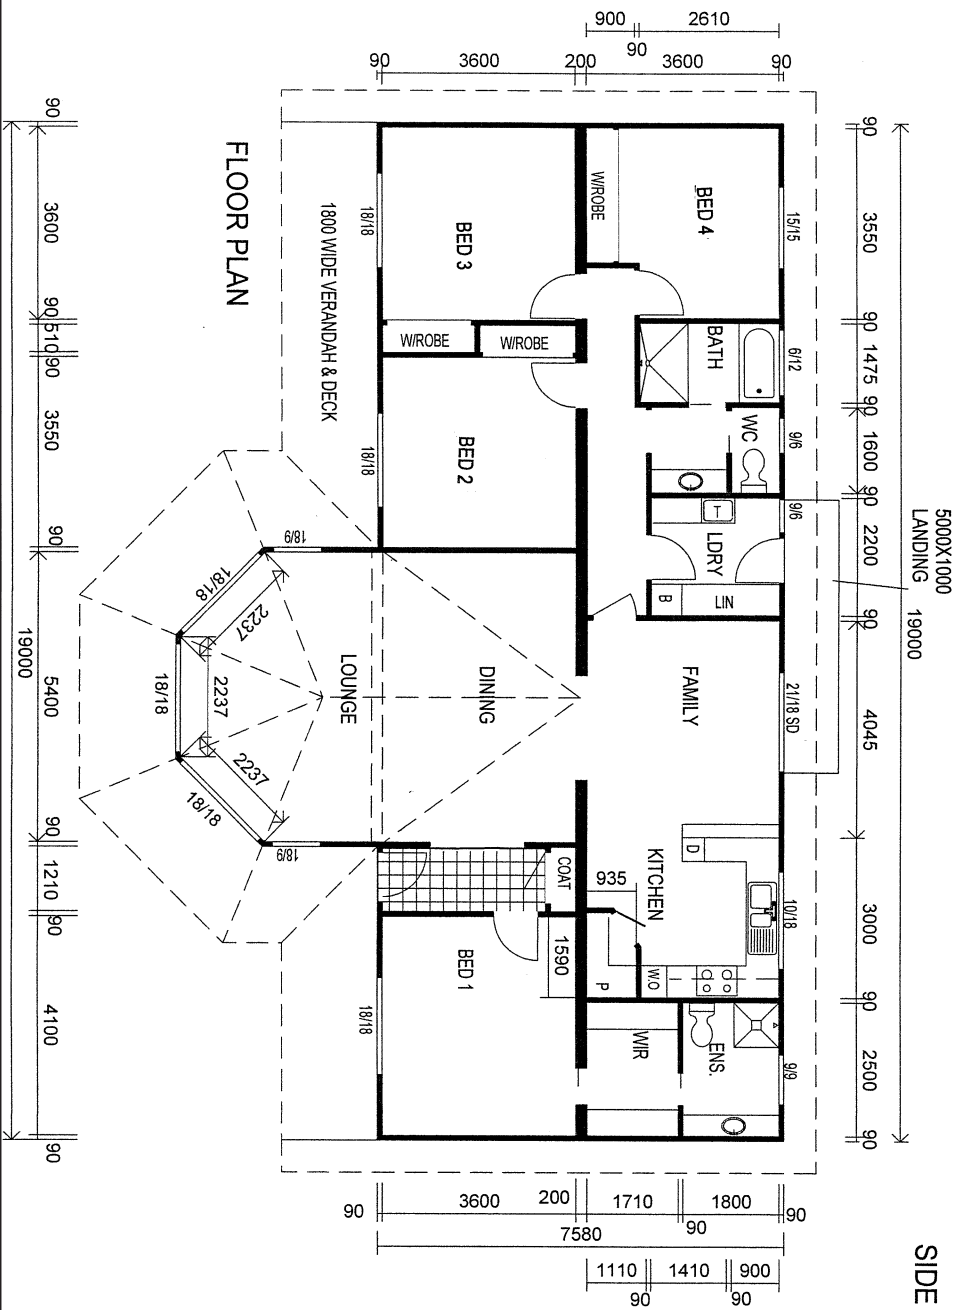 900
2610
90
90
3600
200
3600
90
SIDE
5000X1000
LANDING
19000
90
3550
90
1475
90
1600
90
2200
90
4045
3000
90
2500
90
15/15
6/12
9/6
9/6
21/18 SD
10/18
9/9
BED 4
W/ROBE
BATH
WC
LDRY
T
B
LIN
FAMILY
KITCHEN
D
935
W.O
P
WIR
ENS.
BED 3
W/ROBE
W/ROBE
BED 2
DINING
LOUNGE
COAT
BED 1
1590
18/18
18/18
18/9
18/18
18/18
18/18
18/9
18/18
2237
2237
2237
1800 WIDE VERANDAH & DECK
FLOOR PLAN
90
3600
90
510
90
3550
90
5400
90
1210
90
4100
90
19000
90
3600
200
1710
90
1800
90
7580
1110
90
1410
90
900